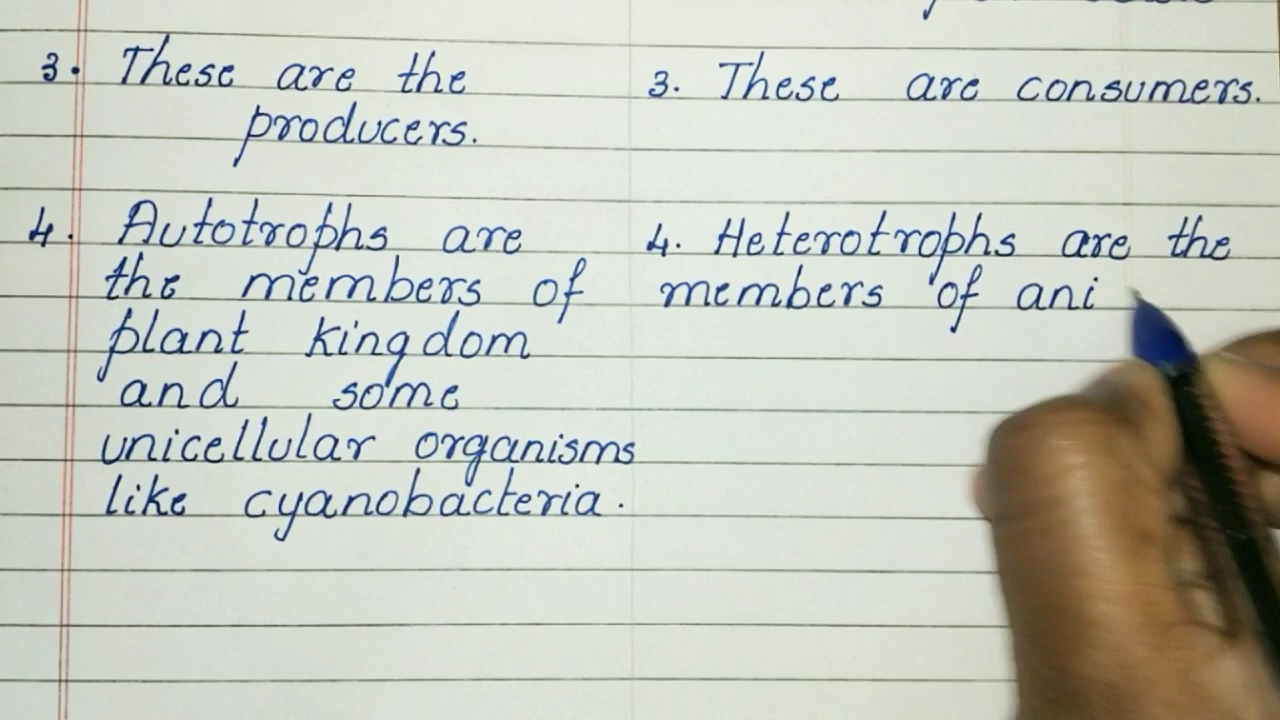 3. These are the
producers.
4. Autotrophs are
the members of
plant kingdom
and some
unicellular organisms
like cyanobacteria.
3. These are consumers.
4. Heterotrophs are the
members of ani